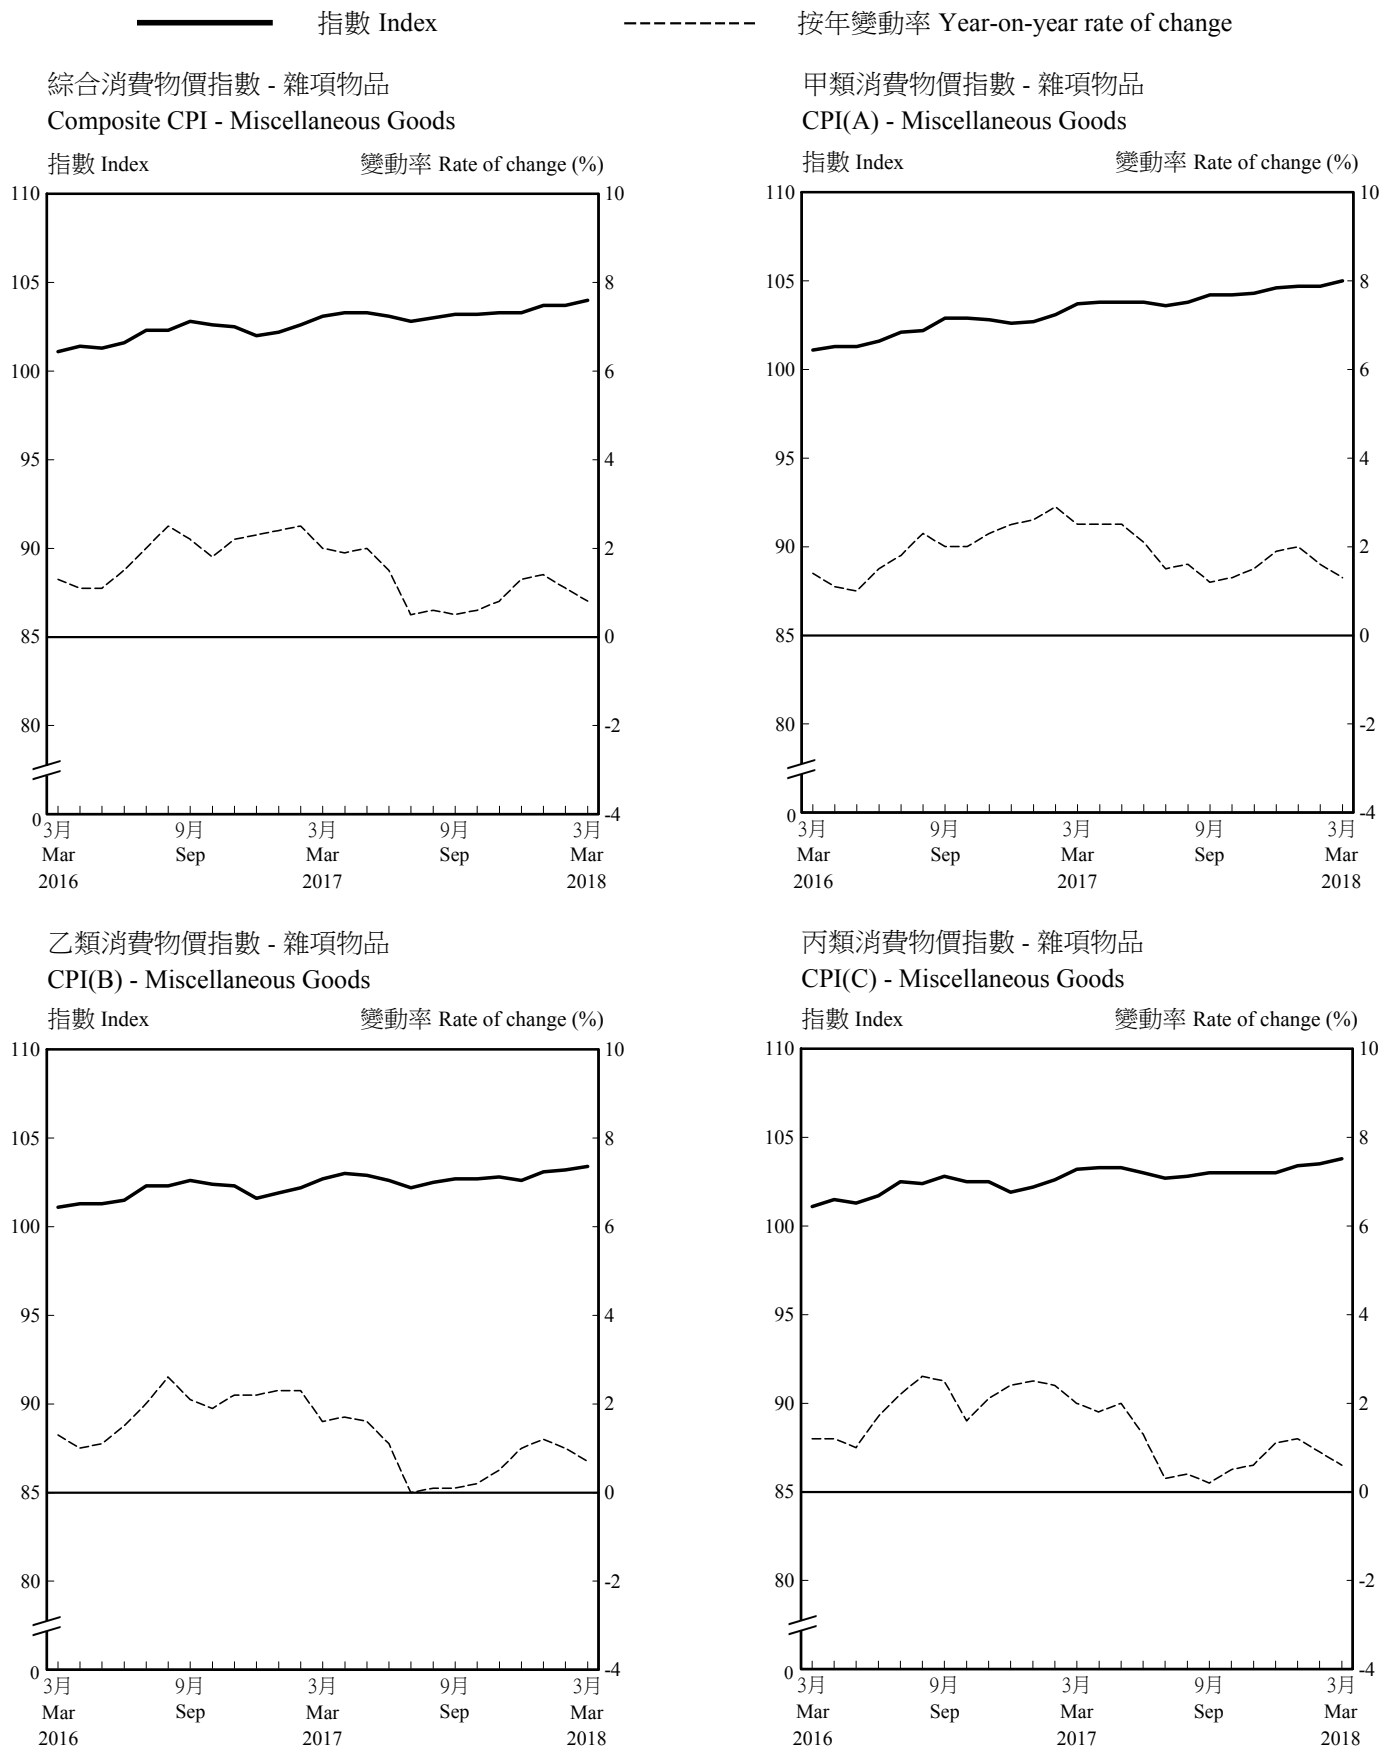 指數 Index
按年變動率 Year-on-year rate of change
綜合消費物價指數 - 雜項物品
Composite CPI - Miscellaneous Goods
指數 Index 變動率 Rate of change (%)
110 10
105 8
100 6
95 4
90 2
85 0
80 -2
0 -4
3月 9月 3月 9月 3月
Mar Sep Mar Sep Mar
2016 2017 2018
甲類消費物價指數 - 雜項物品
CPI(A) - Miscellaneous Goods
指數 Index 變動率 Rate of change (%)
110 10
105 8
100 6
95 4
90 2
85 0
80 -2
0 -4
3月 9月 3月 9月 3月
Mar Sep Mar Sep Mar
2016 2017 2018
乙類消費物價指數 - 雜項物品
CPI(B) - Miscellaneous Goods
指數 Index 變動率 Rate of change (%)
110 10
105 8
100 6
95 4
90 2
85 0
80 -2
0 -4
3月 9月 3月 9月 3月
Mar Sep Mar Sep Mar
2016 2017 2018
丙類消費物價指數 - 雜項物品
CPI(C) - Miscellaneous Goods
指數 Index 變動率 Rate of change (%)
110 10
105 8
100 6
95 4
90 2
85 0
80 -2
0 -4
3月 9月 3月 9月 3月
Mar Sep Mar Sep Mar
2016 2017 2018